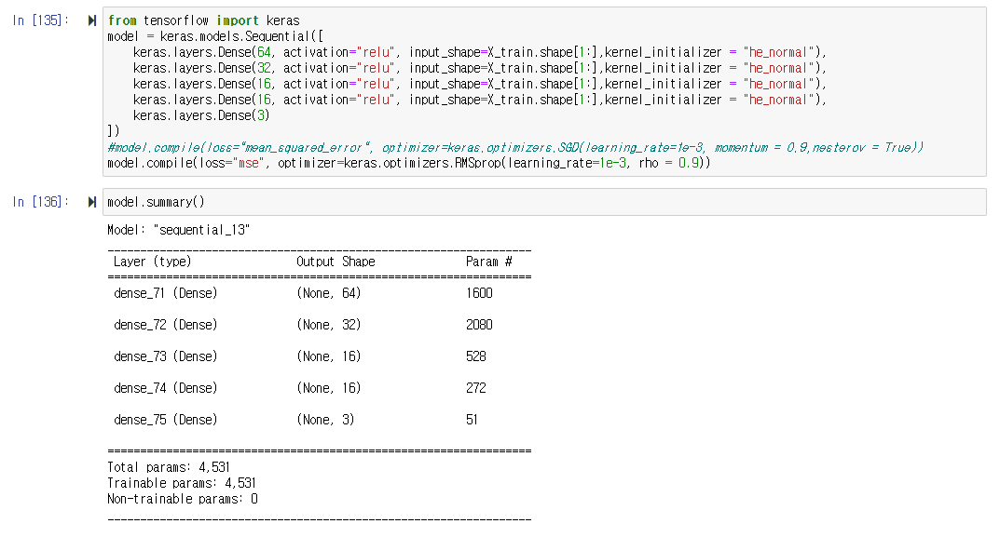 In [135]:
from tensorflow import keras
model = keras.models.Sequential([
    keras.layers.Dense(64, activation="relu", input_shape=X_train.shape[1:],kernel_initializer = "he_normal"),
    keras.layers.Dense(32, activation="relu", input_shape=X_train.shape[1:],kernel_initializer = "he_normal"),
    keras.layers.Dense(16, activation="relu", input_shape=X_train.shape[1:],kernel_initializer = "he_normal"),
    keras.layers.Dense(16, activation="relu", input_shape=X_train.shape[1:],kernel_initializer = "he_normal"),
    keras.layers.Dense(3)
])
#model.compile(loss="mean_squared_error", optimizer=keras.optimizers.SGD(learning_rate=1e-3, momentum = 0.9,nesterov = True))
model.compile(loss="mse", optimizer=keras.optimizers.RMSprop(learning_rate=1e-3, rho = 0.9))
In [136]:
model.summary()
Model: "sequential_13"
_________________________________________________________________
Layer (type) Output Shape Param #
=================================================================
dense_71 (Dense) (None, 64) 1600
dense_72 (Dense) (None, 32) 2080
dense_73 (Dense) (None, 16) 528
dense_74 (Dense) (None, 16) 272
dense_75 (Dense) (None, 3) 51
=================================================================
Total params: 4,531
Trainable params: 4,531
Non-trainable params: 0
_________________________________________________________________